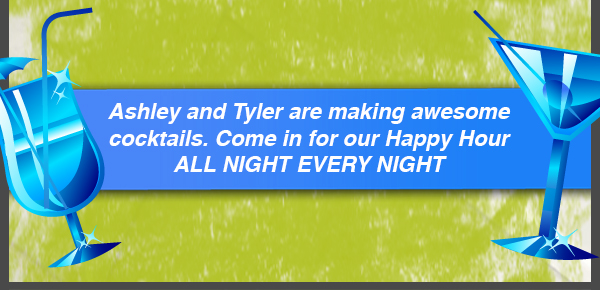 Ashley and Tyler are making awesome
cocktails. Come in for our Happy Hour
ALL NIGHT EVERY NIGHT